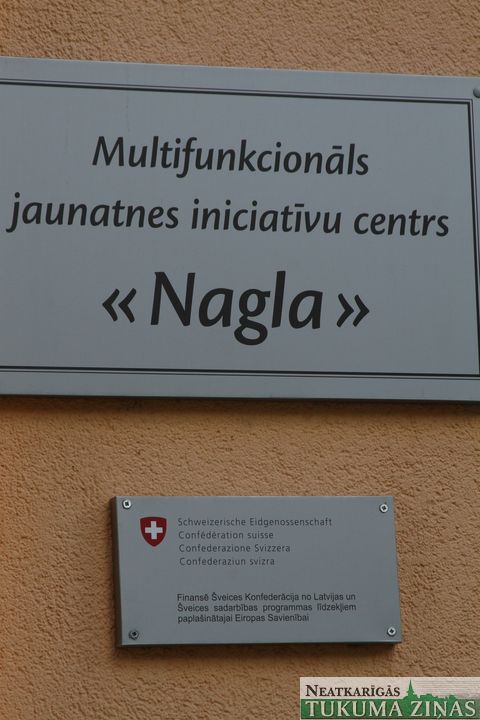 Multifunkcionāls
jaunatnes iniciatīvu centrs
«Nagla»
Schweizerische Eidgenossenschaft
Confédération suisse
Confederazione Svizzera
Confederaziun svizra
Finansē Šveices Konfederācija no Latvijas un
Šveices sadarbības programmas līdzekļiem
paplašinātajai Eiropas Savienībai
NEATKARĪGĀS
TUKUMA ZIŅAS